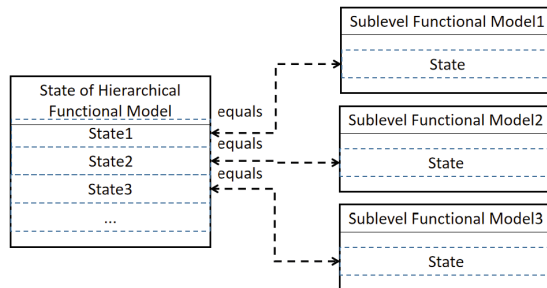 State of Hierarchical
Functional Model
State1
State2
State3
...
equals
equals
equals
Sublevel Functional Model1
State
Sublevel Functional Model2
State
Sublevel Functional Model3
State